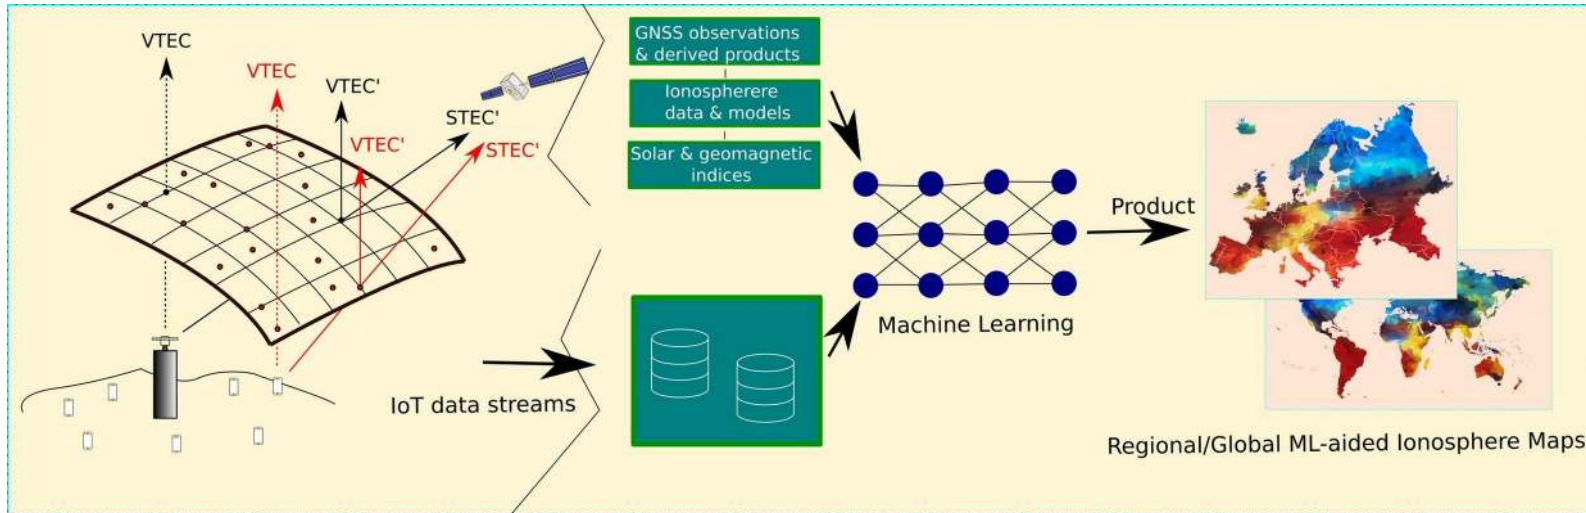 VTEC
VTEC
VTEC'
STEC'
VTEC'
STEC'
IoT data streams
GNSS observations
& derived products
Ionospherere
data & models
Solar & geomagnetic
indices
Machine Learning
Product
Regional/Global ML-aided Ionosphere Maps